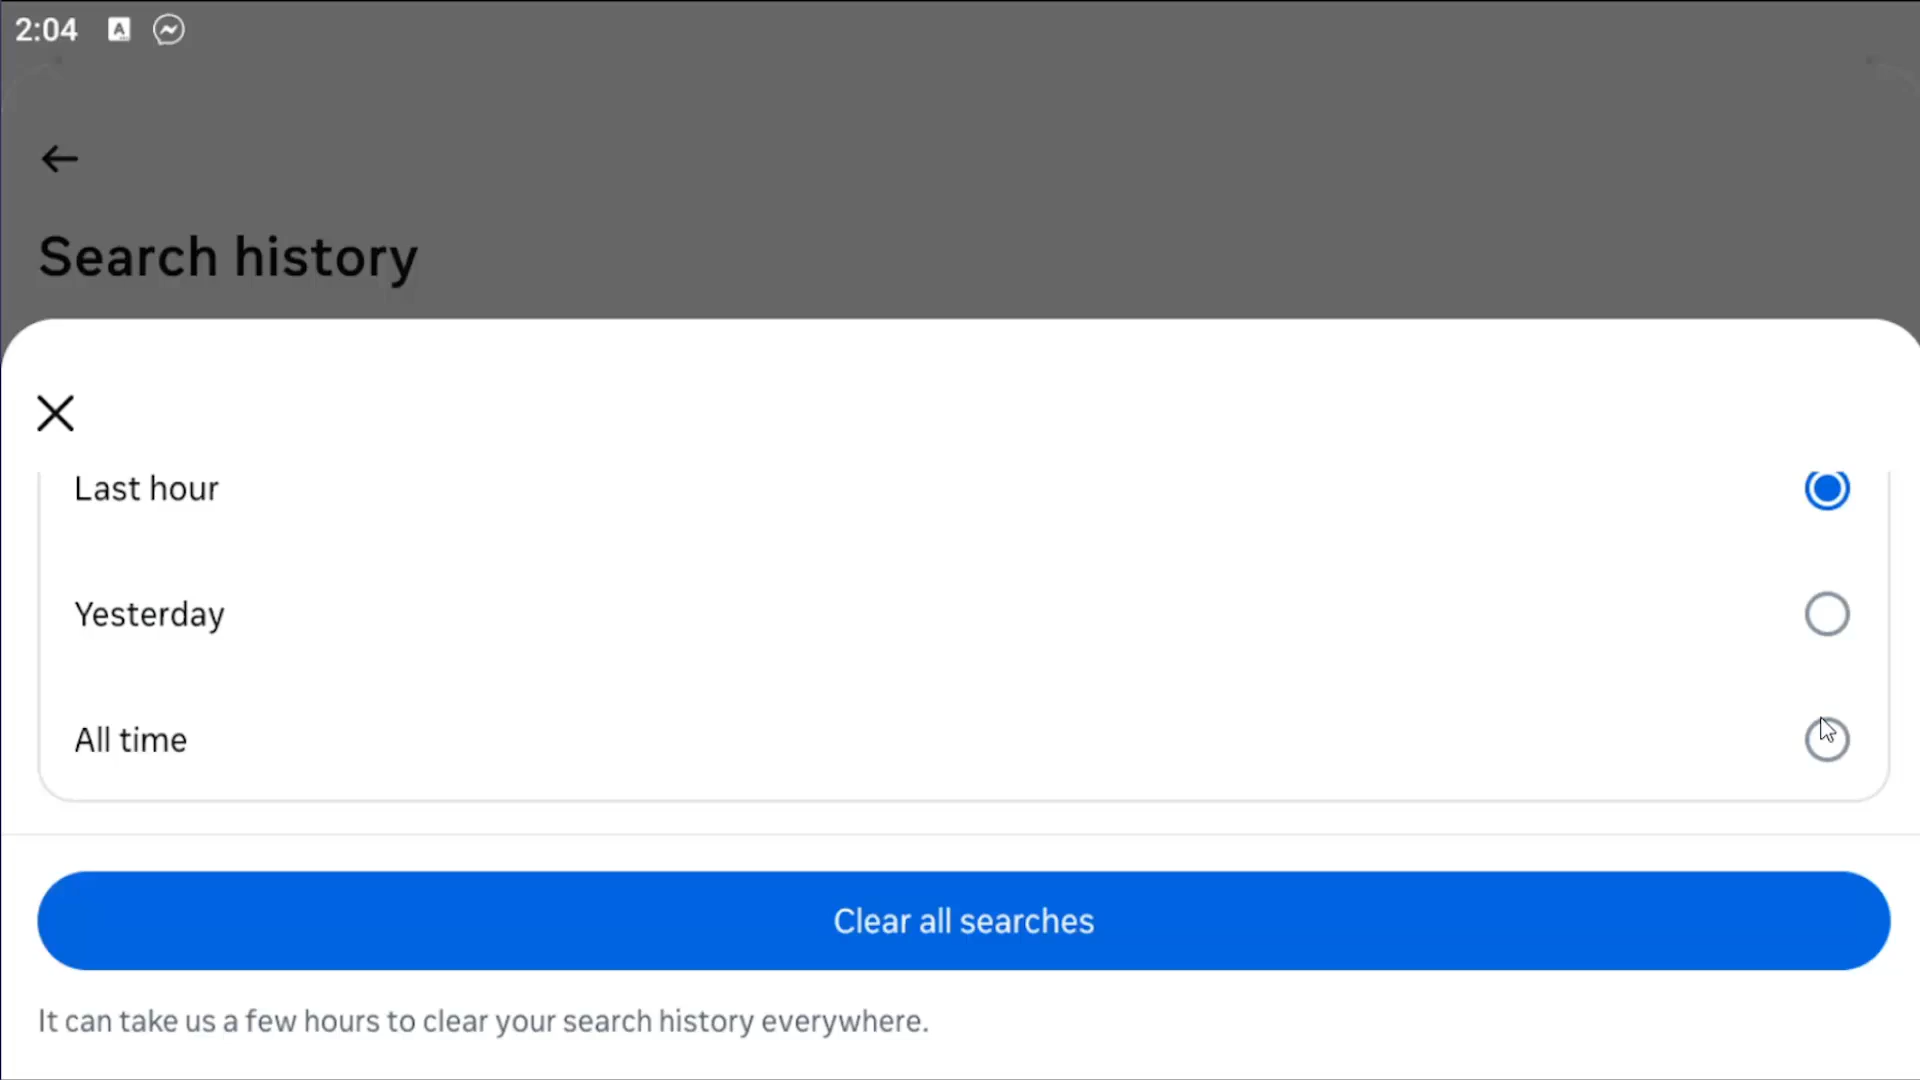 2:04
Search history
Last hour
Yesterday
All time
Clear all searches
It can take us a few hours to clear your search history everywhere.